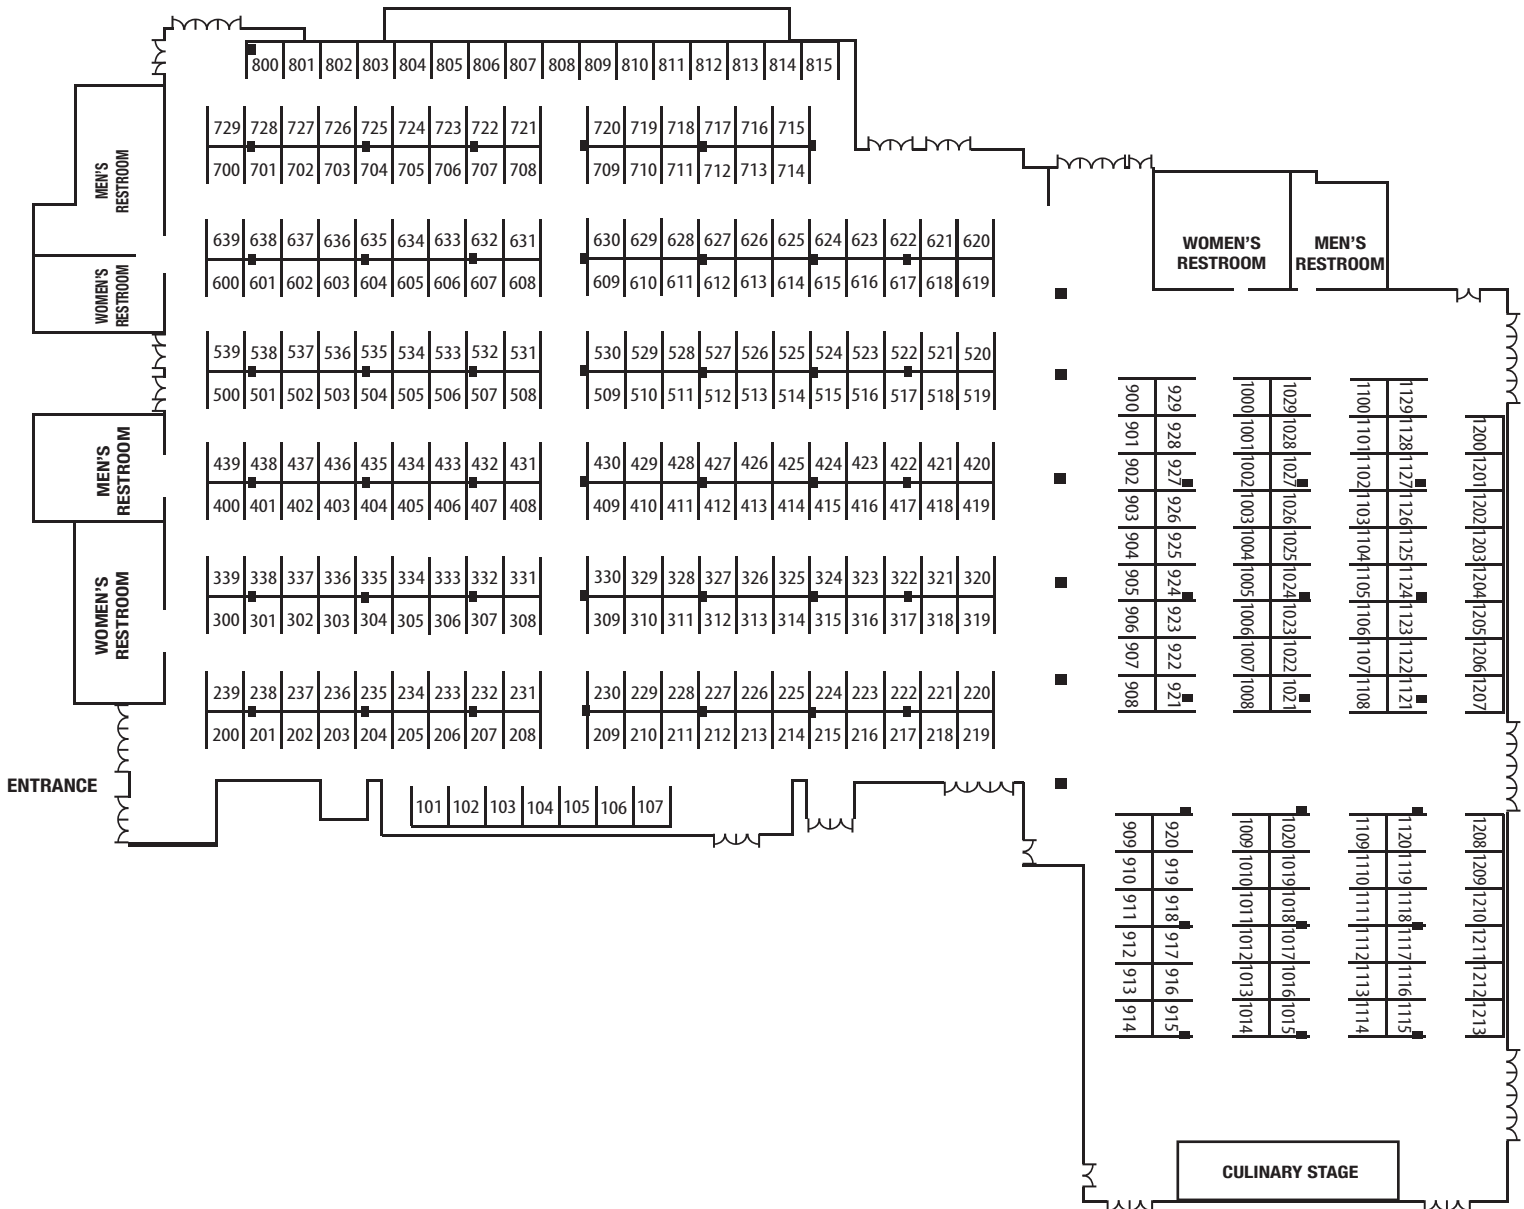 800 801 802 803 804 805 806 807 808 809 810 811 812 813 814 815
729 728 727 726 725 724 723 722 721 720 719 718 717 716 715
700 701 702 703 704 705 706 707 708 709 710 711 712 713 714
MEN'S
RESTROOM
639 638 637 636 635 634 633 632 631 630 629 628 627 626 625 624 623 622 621 620
600 601 602 603 604 605 606 607 608 609 610 611 612 613 614 615 616 617 618 619
WOMEN'S
RESTROOM
WOMEN'S
RESTROOM
MEN'S
RESTROOM
539 538 537 536 535 534 533 532 531 530 529 528 527 526 525 524 523 522 521 520
500 501 502 503 504 505 506 507 508 509 510 511 512 513 514 515 516 517 518 519
MEN'S
RESTROOM
439 438 437 436 435 434 433 432 431 430 429 428 427 426 425 424 423 422 421 420
400 401 402 403 404 405 406 407 408 409 410 411 412 413 414 415 416 417 418 419
WOMEN'S
RESTROOM
339 338 337 336 335 334 333 332 331 330 329 328 327 326 325 324 323 322 321 320
300 301 302 303 304 305 306 307 308 309 310 311 312 313 314 315 316 317 318 319
239 238 237 236 235 234 233 232 231 230 229 228 227 226 225 224 223 222 221 220
200 201 202 203 204 205 206 207 208 209 210 211 212 213 214 215 216 217 218 219
ENTRANCE
101 102 103 104 105 106 107
900 929 1000 1029 1100 1129
901 928 1001 1028 1101 1128 1200
902 927 1002 1027 1102 1127 1201
903 926 1003 1026 1103 1126 1202
904 925 1004 1025 1104 1125 1203
905 924 1005 1024 1105 1124 1204
906 923 1006 1023 1106 1123 1205
907 922 1007 1022 1107 1122 1206
908 921 1008 1021 1108 1121 1207
909 920 1009 1020 1109 1120 1208
910 919 1010 1019 1110 1119 1209
911 918 1011 1018 1111 1118 1210
912 917 1012 1017 1112 1117 1211
913 916 1013 1016 1113 1116 1212
914 915 1014 1015 1114 1115 1213
CULINARY STAGE